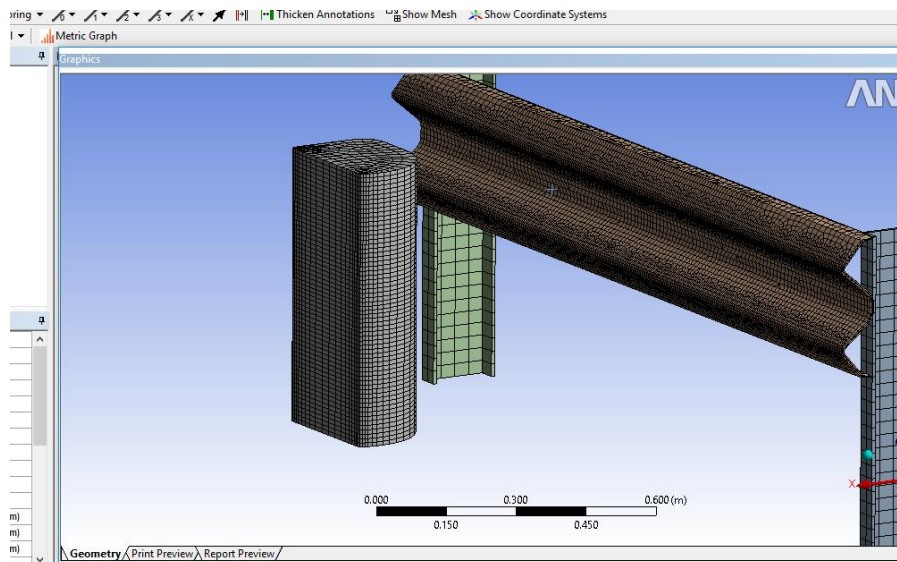 Thicken Annotations Show Mesh Show Coordinate Systems
Metric Graph
Graphics
0.000 0.300 0.600 (m)
0.150 0.450
X
m)
m)
m)
Geometry Print Preview Report Preview